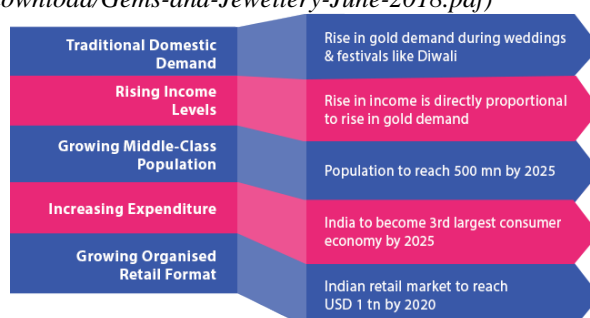 ownload/Gems-and-Jewellery-June-2018.pdf)
Traditional Domestic
Demand
Rise in gold demand during weddings
& festivals like Diwali
Rising Income
Levels
Rise in income is directly proportional
to rise in gold demand
Growing Middle-Class
Population
Population to reach 500 mn by 2025
Increasing Expenditure
India to become 3rd largest consumer
economy by 2025
Growing Organised
Retail Format
Indian retail market to reach
USD 1 tn by 2020